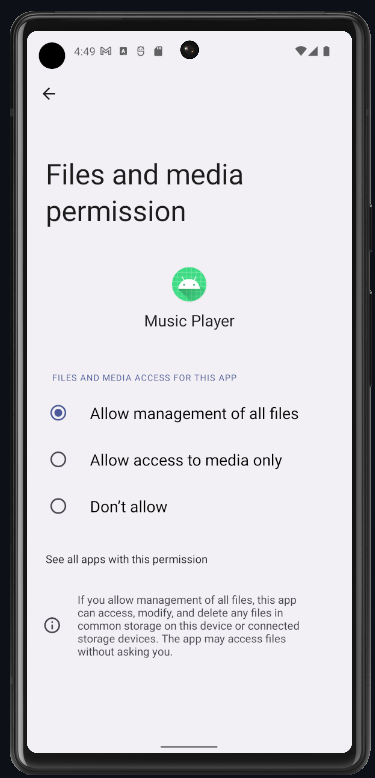 4:49
Files and media
permission
Music Player
FILES AND MEDIA ACCESS FOR THIS APP
Allow management of all files
Allow access to media only
Don’t allow
See all apps with this permission
If you allow management of all files, this app
can access, modify, and delete any files in
common storage on this device or connected
storage devices. The app may access files
without asking you.